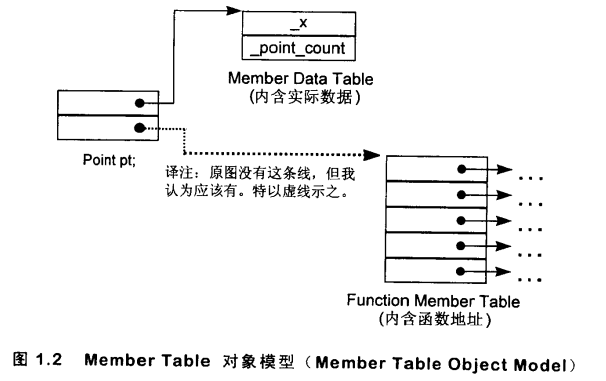 _x
_point_count
Member Data Table
(内含实际数据)
Point pt;
译注：原图没有这条线，但我
认为应该有。特以虚线示之。
...
...
...
...
...
Function Member Table
(内含函数地址)
图 1.2 Member Table 对象模型（Member Table Object Model）